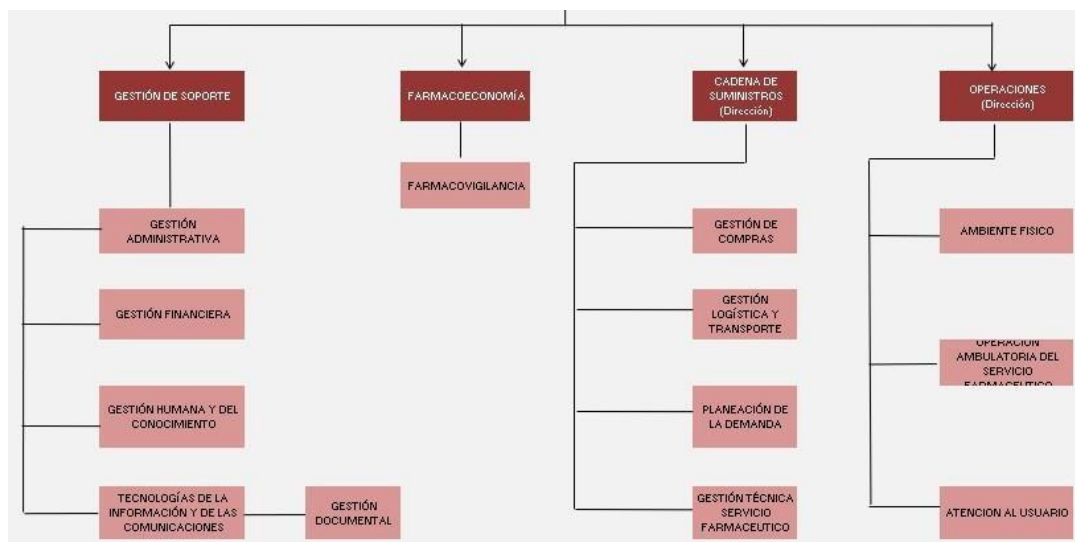 GESTIÓN DE SOPORTE
FARMACOECONOMÍA
CADENA DE
SUMINISTROS
(Dirección)
OPERACIONES
(Dirección)
FARMACOVIGILANCIA
GESTIÓN
ADMINISTRATIVA
GESTIÓN DE
COMPRAS
AMBIENTE FISICO
GESTIÓN FINANCIERA
GESTIÓN
LOGÍSTICA Y
TRANSPORTE
OPERACIÓN
AMBULATORIA DEL
SERVICIO
FARMACEUTICO
GESTIÓN HUMANA Y DEL
CONOCIMIENTO
PLANEACIÓN DE
LA DEMANDA
TECNOLOGÍAS DE LA
INFORMACIÓN Y DE LAS
COMUNICACIONES
GESTIÓN
DOCUMENTAL
GESTIÓN TÉCNICA
SERVICIO
FARMACEUTICO
ATENCION AL USUARIO